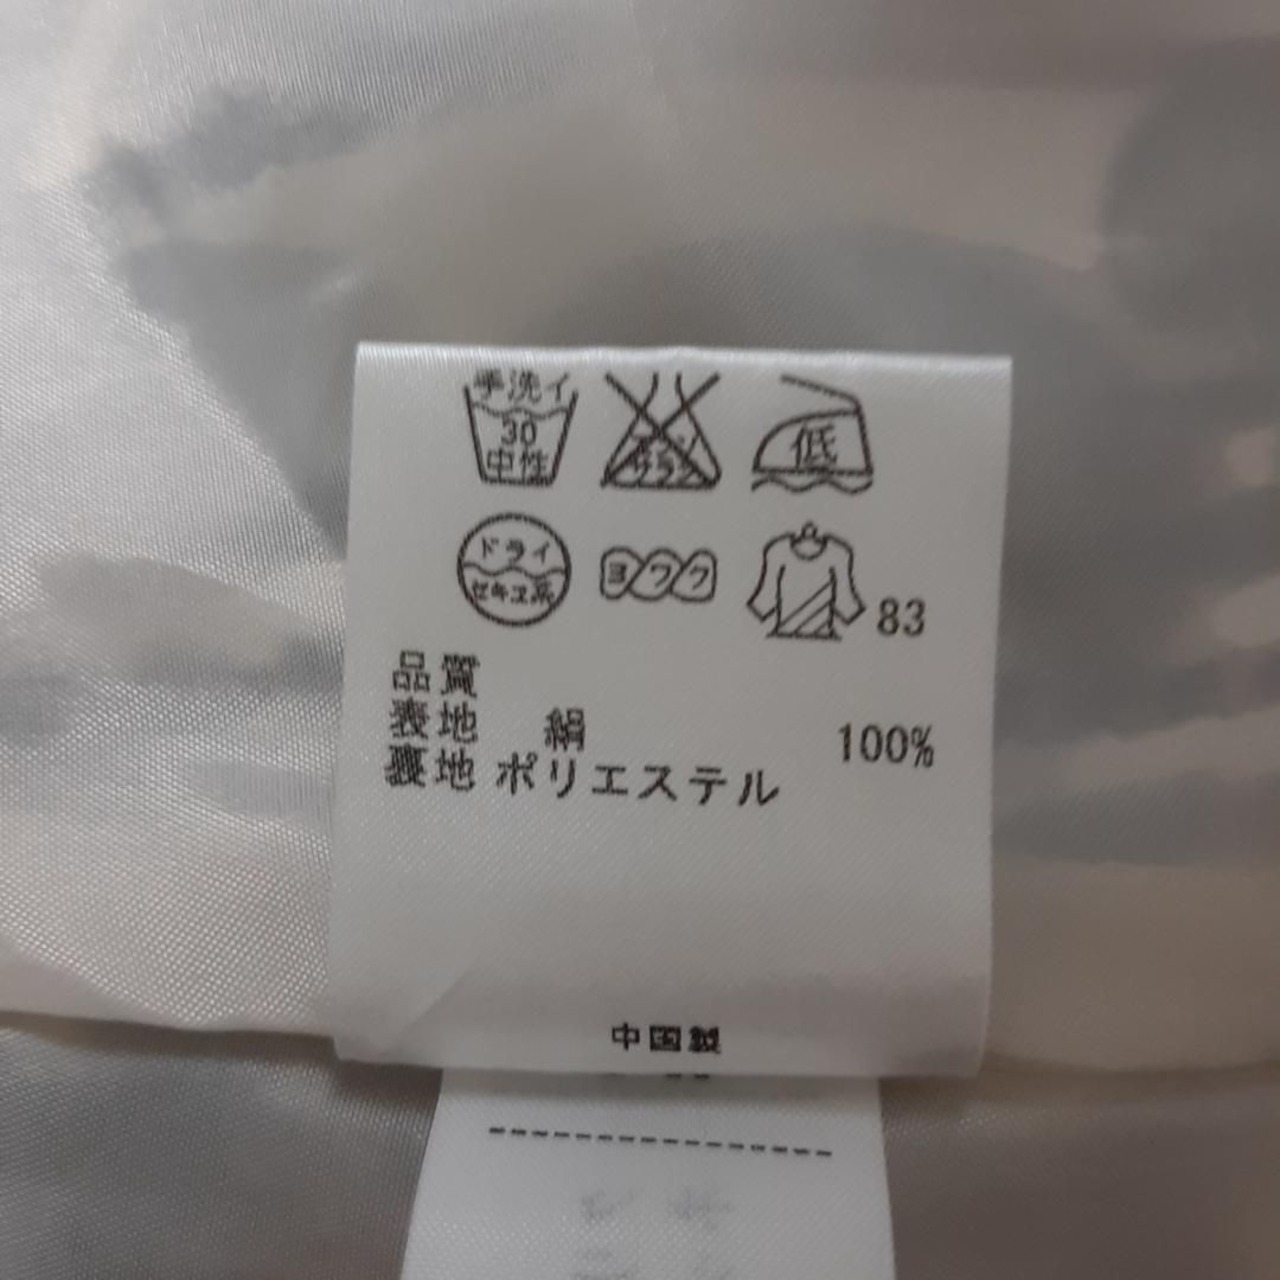 手洗イ
30
中性
低
ドライ
セキユ系
ヨワク
83
品質
表地 絹 100%
裏地 ポリエステル
中国製